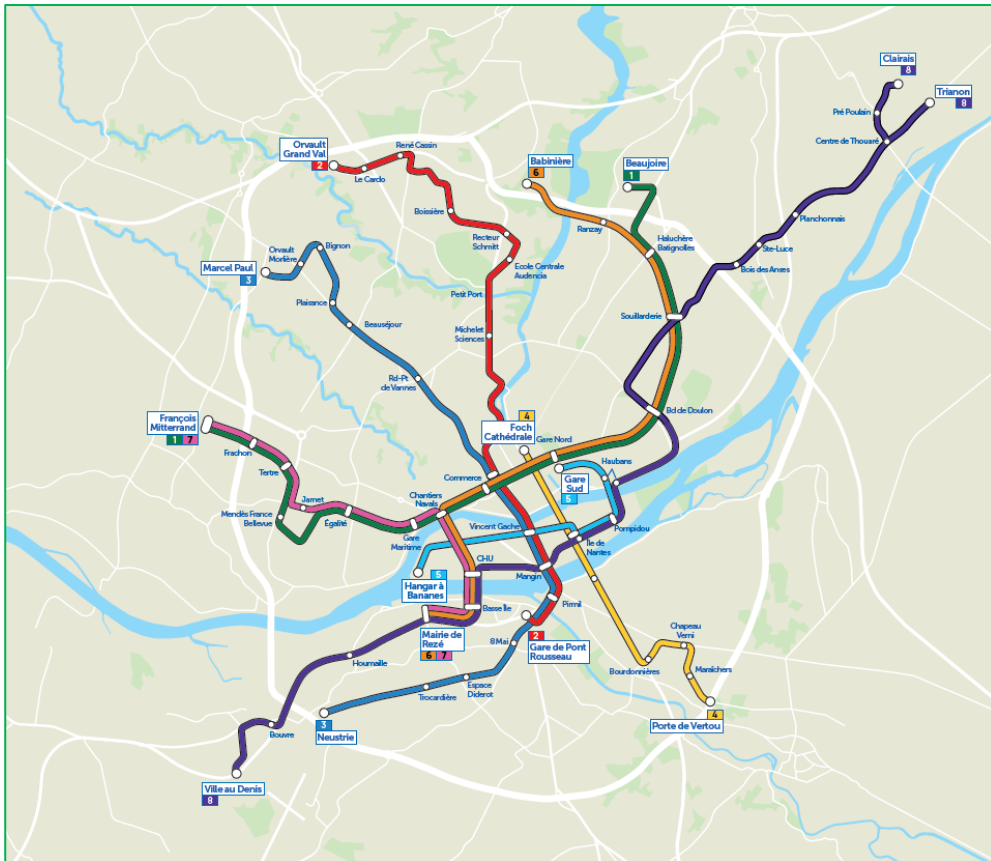 Clairais
8
Trianon
8
Pré Poulain
Centre de Thouaré
Orvault
Grand Val
2
René Cassin
Le Cardo
Babinière
6
Beaujoire
1
Boissière
Ranzay
Planchonnais
Recteur
Schmitt
Haluchère
Batignolles
Ste-Luce
Orvault
Morlière
Bignon
Marcel Paul
3
Ecole Centrale
Audencia
Bois des Anses
Plaisance
Petit Port
Souillarderie
Beauséjour
Michelet
Sciences
Rd-Pt
de Vannes
François
Mitterrand
1 7
4
Foch
Cathédrale
Bd de Doulon
Gare Nord
Frachon
Tertre
Commerce
Haubans
Gare
Sud
5
Jamet
Chantiers
Navals
Mendès France
Bellevue
Égalité
Gare
Maritime
Vincent Gache
Pompidou
Île de
Nantes
CHU
Mangin
5
Hangar à
Bananes
Basse Île
Pirmil
Mairie de
Rezé
6 7
8 Mai
2
Gare de Pont
Rousseau
Chapeau
Verni
Bourdonnières
Maraîchers
Houmaille
Espace
Diderot
Trocardière
4
Porte de Vertou
3
Neustrie
Bouvre
Ville au Denis
8